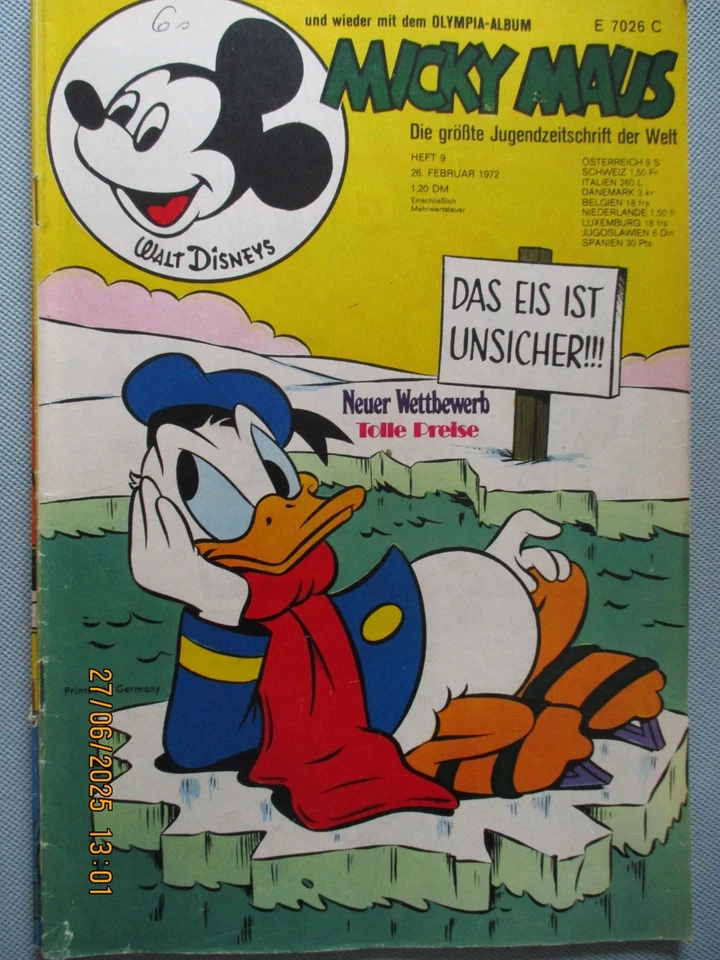 6,-
und wieder mit dem OLYMPIA-ALBUM
E 7026 C
MICKY MAUS
Die größte Jugendzeitschrift der Welt
HEFT 9
26. FEBRUAR 1972
1,20 DM
Einschließlich
Mehrwertsteuer
ÖSTERREICH 9 S
SCHWEIZ 1,50 Fr
ITALIEN 260 L
DÄNEMARK 3 kr
BELGIEN 18 frs
NIEDERLANDE 1,50 fl
LUXEMBURG 18 frs
JUGOSLAWIEN 6 Din
SPANIEN 30 Pts
WALT DISNEYS
DAS EIS IST
UNSICHER!!!
Neuer Wettbewerb
Tolle Preise
Germany
27/06/2025 13:01